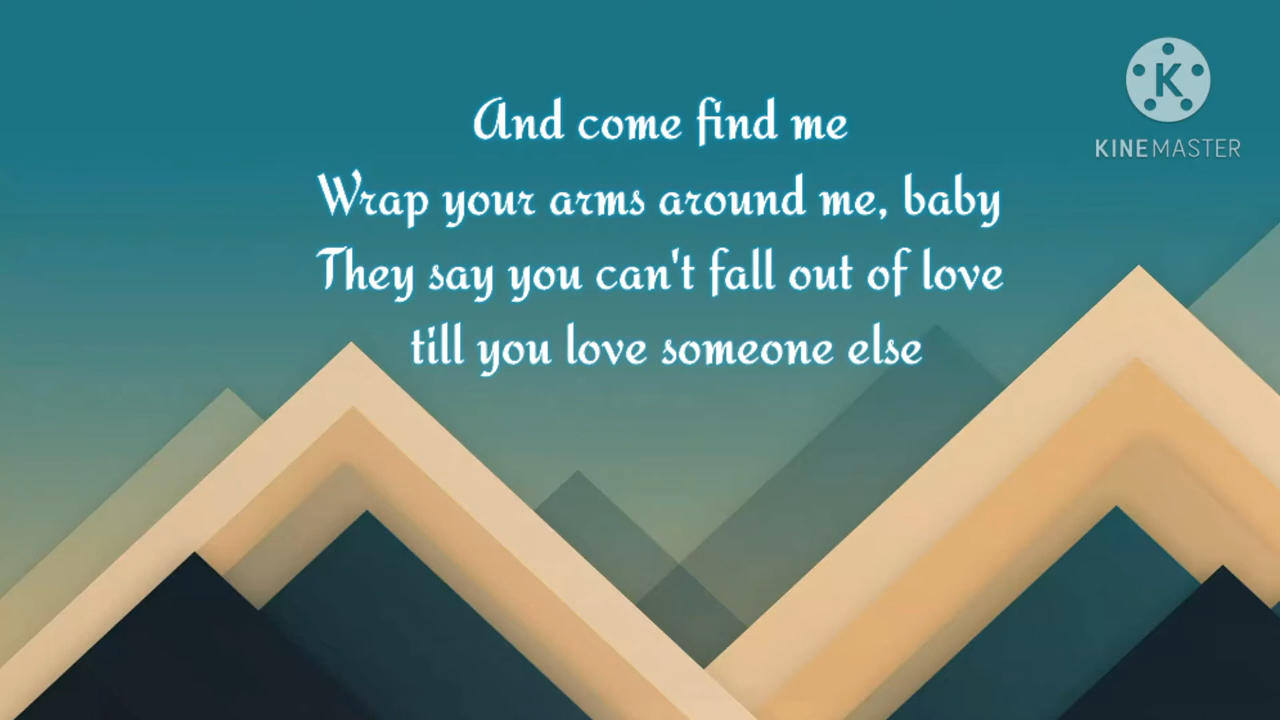 And come find me
Wrap your arms around me, baby
They say you can't fall out of love
till you love someone else
K
KINEMASTER